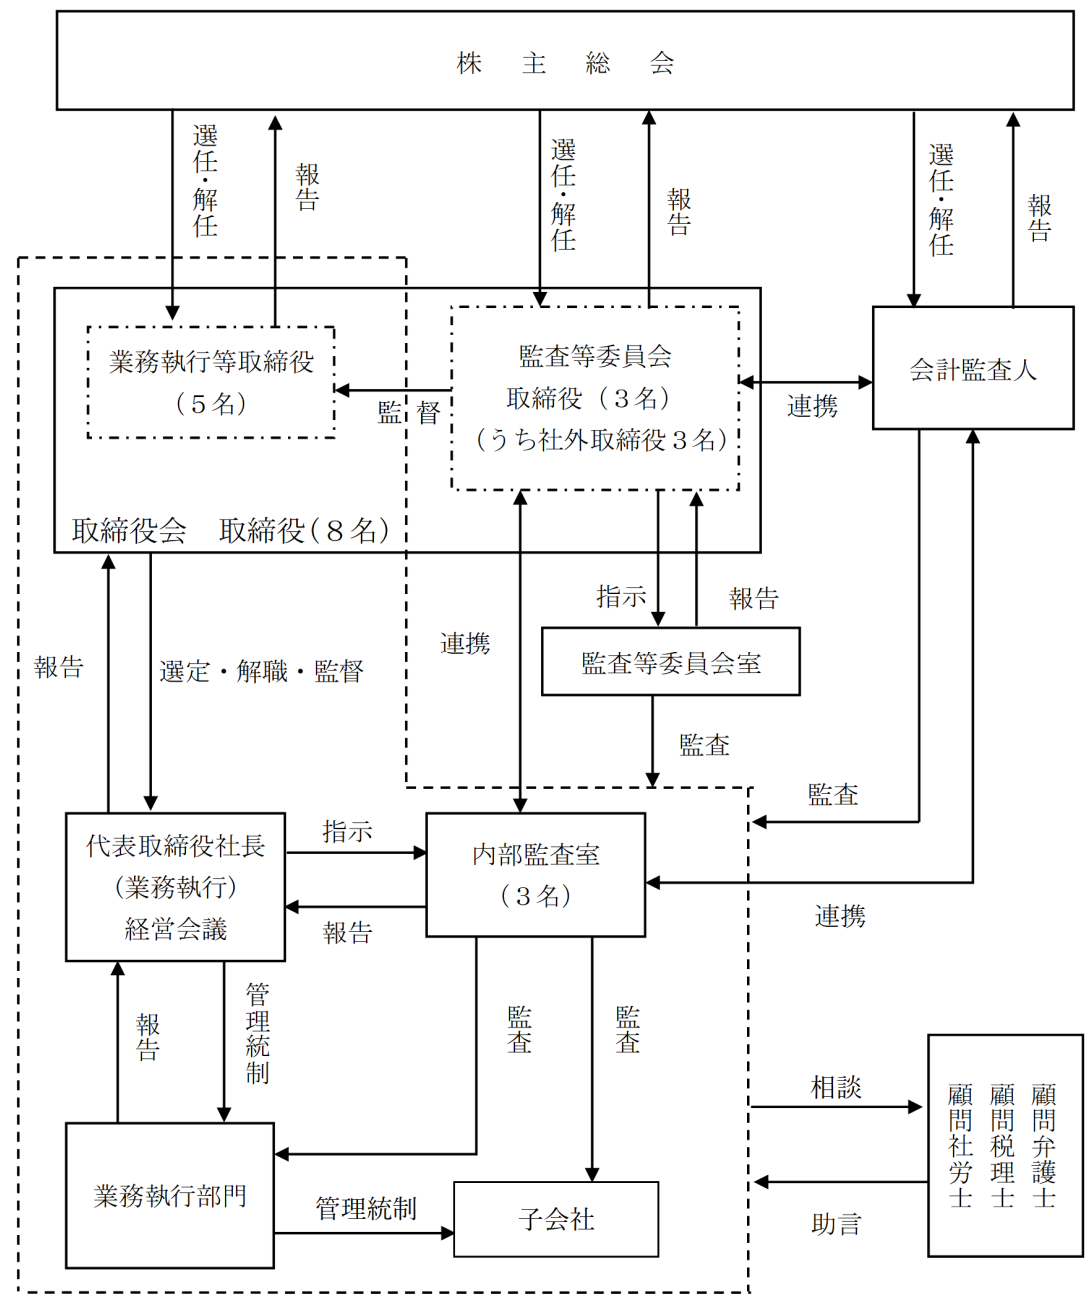 株主総会
選任・解任
報告
選任・解任
報告
選任・解任
報告
業務執行等取締役
（５名）
監督
監査等委員会
取締役（３名）
（うち社外取締役３名）
連携
会計監査人
取締役会　取締役（８名）
指示
報告
連携
監査等委員会室
報告
選定・解職・監督
監査
監査
代表取締役社長
（業務執行）
経営会議
指示
報告
内部監査室
（３名）
連携
報告
管理統制
監査
監査
相談
助言
顧問弁護士
顧問税理士
顧問社労士
業務執行部門
管理統制
子会社